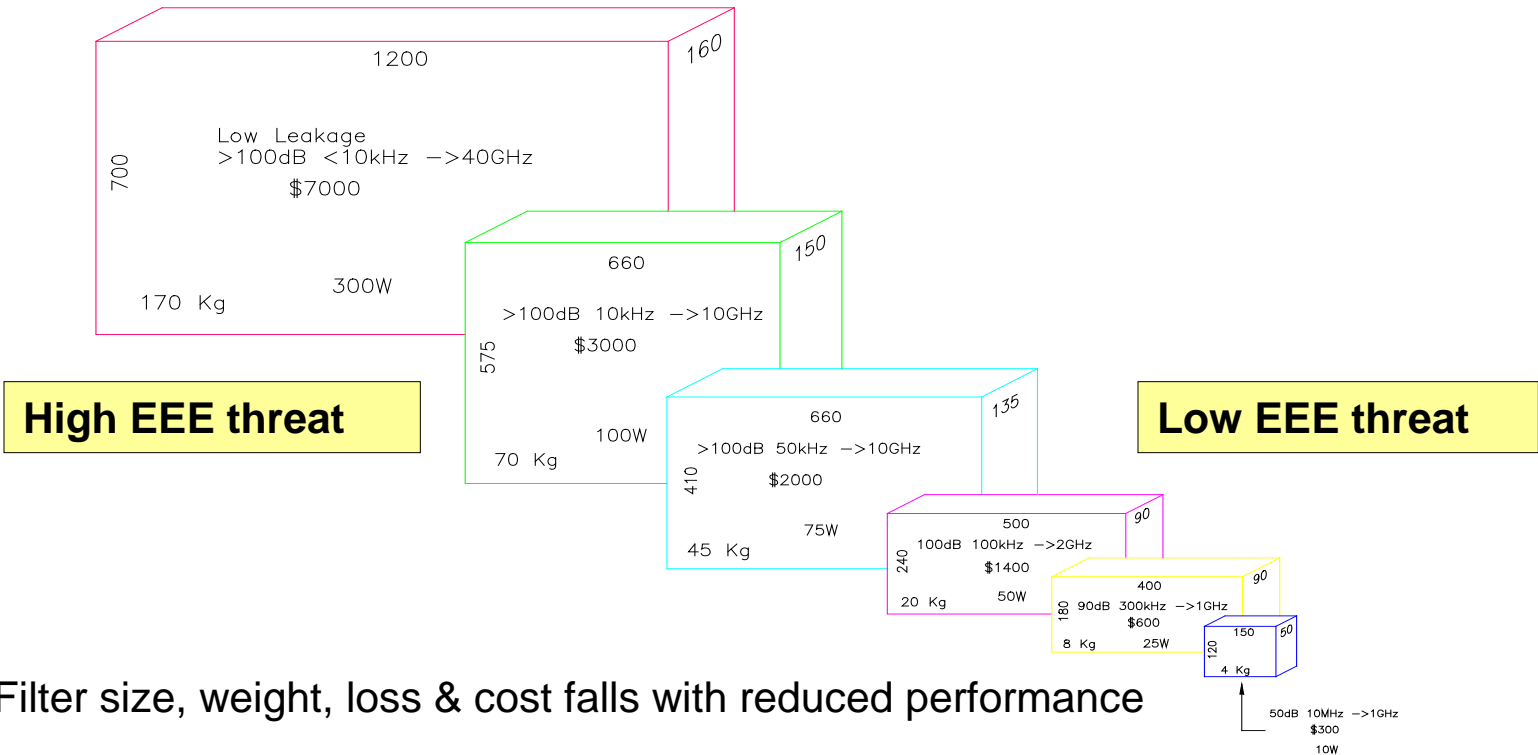 1200
160
Low Leakage
>100dB <10kHz ->40GHz
$7000
700
300W
170 Kg
660
150
>100dB 10kHz ->10GHz
$3000
575
100W
70 Kg
High EEE threat
660
135
>100dB 50kHz ->10GHz
$2000
410
75W
45 Kg
Low EEE threat
500
90
100dB 100kHz ->2GHz
$1400
240
50W
20 Kg
400
90
90dB 300kHz ->1GHz
$600
180
8 Kg
25W
150
50
120
4 Kg
50dB 10MHz ->1GHz
$300
10W
Filter size, weight, loss & cost falls with reduced performance